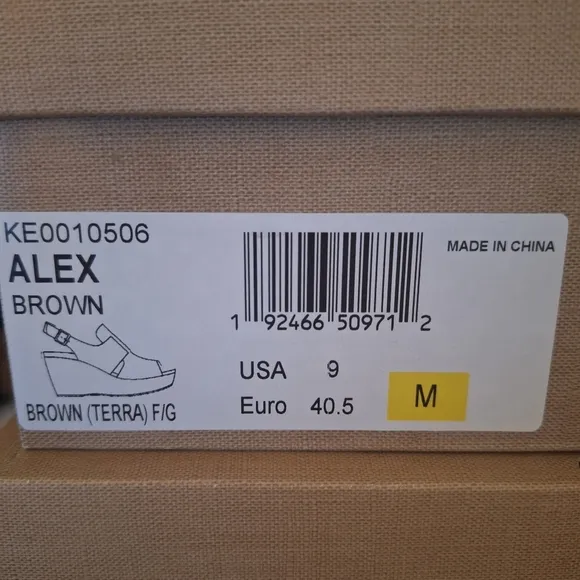 KE0010506
ALEX
BROWN
BROWN (TERRA) F/G
1 92466 50971 2
USA 9
Euro 40.5
M
MADE IN CHINA